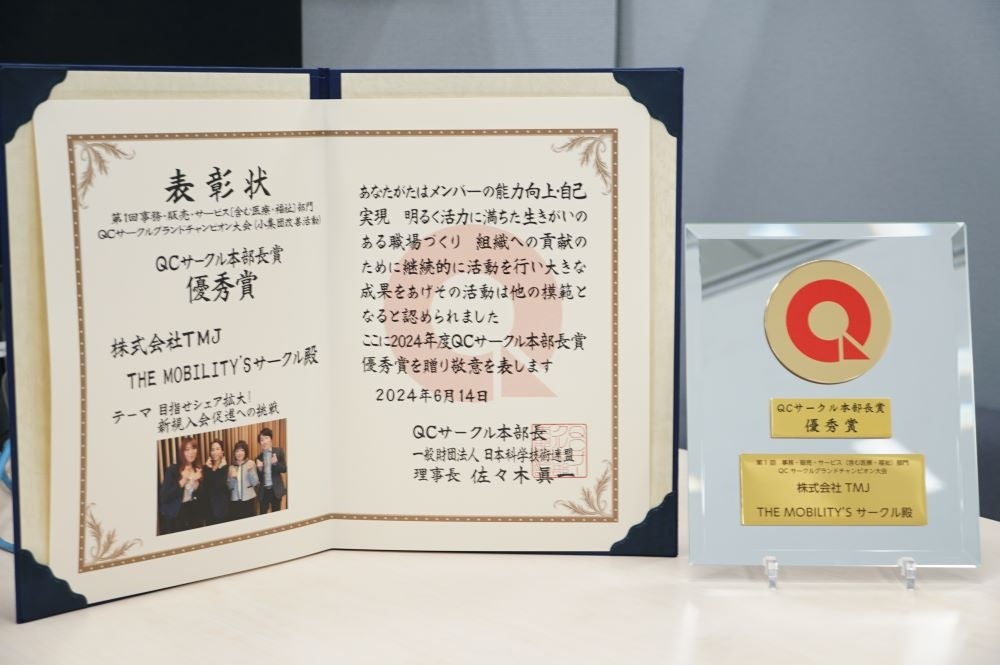 表彰状
第1回事務・販売・サービス[含む医療・福祉]部門
QCサークルグランドチャンピオン大会(小集団改善活動)
QCサークル本部長賞
優秀賞
株式会社TMJ
THE MOBILITY'Sサークル殿
テーマ 目指せシェア拡大!
新規入会促進への挑戦
あなたがたはメンバーの能力向上・自己
実現 明るく活力に満ちた生きがいの
ある職場づくり 組織への貢献の
ために継続的に活動を行い大きな
成果をあげその活動は他の模範と
なると認められました
ここに2024年度QCサークル本部長賞
優秀賞を贈り敬意を表します
2024年6月14日
QCサークル本部長
一般財団法人 日本科学技術連盟
理事長 佐々木 眞一
QCサークル本部長賞
優秀賞
第1回 事務・販売・サービス(含む医療・福祉)部門
QCサークルグランドチャンピオン大会
株式会社 TMJ
THE MOBILITY'S サークル殿